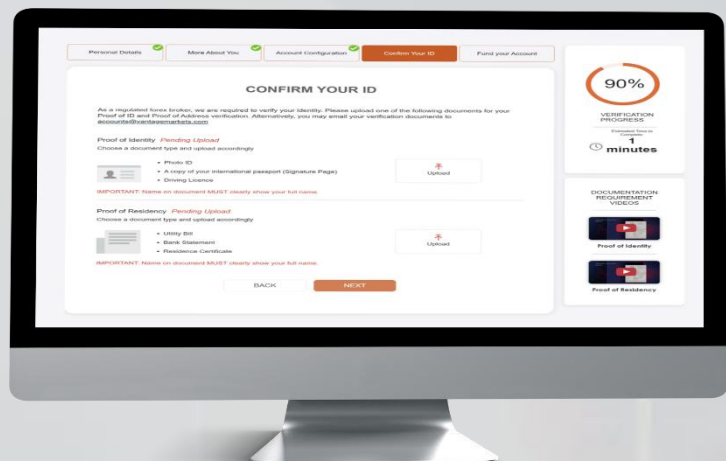 Personal Details
More About You
Account Configuration
Confirm Your ID
Fund your Account
CONFIRM YOUR ID
As a regulated forex broker, we are required to verify your identity. Please upload one of the following documents for your
Proof of ID and Proof of Address verification. Alternatively, you may email your verification documents to
accounts@vantagemarkets.com
Proof of Identity Pending Upload
Choose a document type and upload accordingly
• Photo ID
• A copy of your international passport (Signature Page)
• Driving Licence
Upload
IMPORTANT: Name on document MUST clearly show your full name.
Proof of Residency Pending Upload
Choose a document type and upload accordingly
• Utility Bill
• Bank Statement
• Residence Certificate
Upload
IMPORTANT: Name on document MUST clearly show your full name.
BACK
NEXT
90%
VERIFICATION
PROGRESS
Estimated Time to
Complete
1
minutes
DOCUMENTATION
REQUIREMENT
VIDEOS
Proof of Identity
Proof of Residency